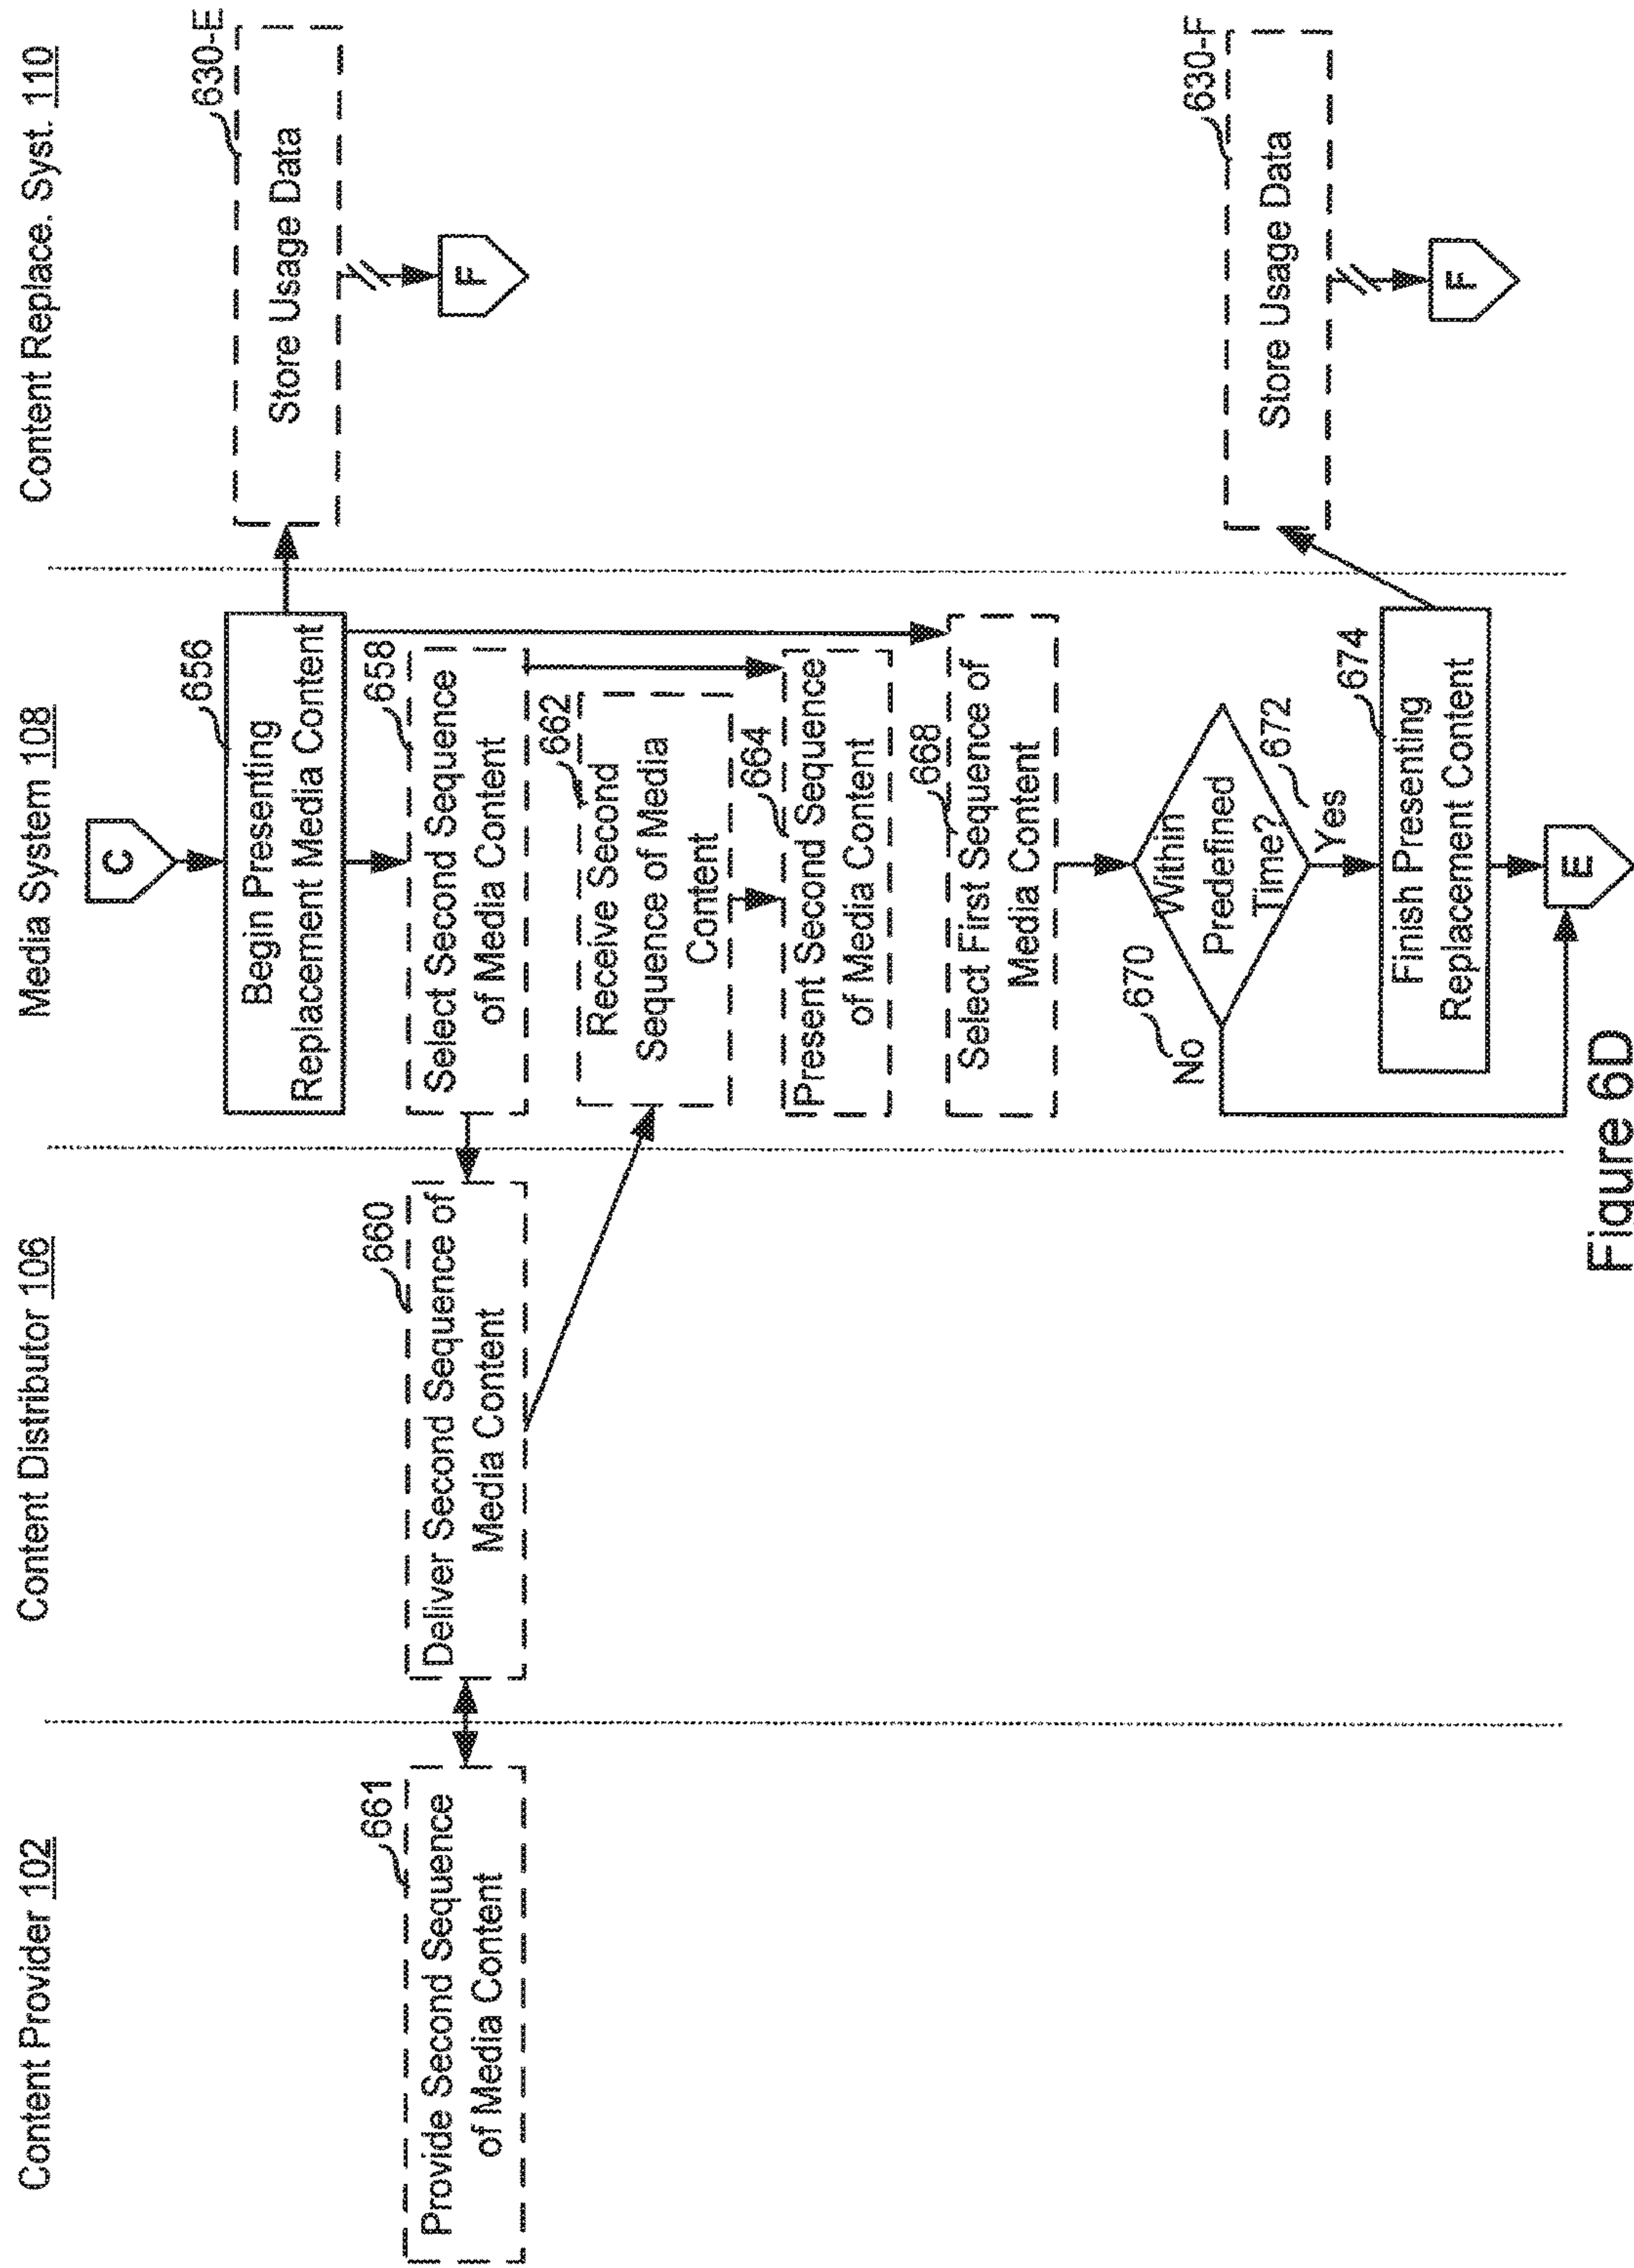 Content Provider 102
Content Distributor 106
Media System 108
Content Replace. Syst. 110
C
656
Begin Presenting
Replacement Media Content
630-E
Store Usage Data
F
661
Provide Second Sequence
of Media Content
660
Deliver Second Sequence of
Media Content
658
Select Second Sequence
of Media Content
662
Receive Second
Sequence of Media
Content
664
Present Second Sequence
of Media Content
668
Select First Sequence of
Media Content
670
No
Within
Predefined
Time?
672
Yes
674
Finish Presenting
Replacement Content
630-F
Store Usage Data
F
E
Figure 6D